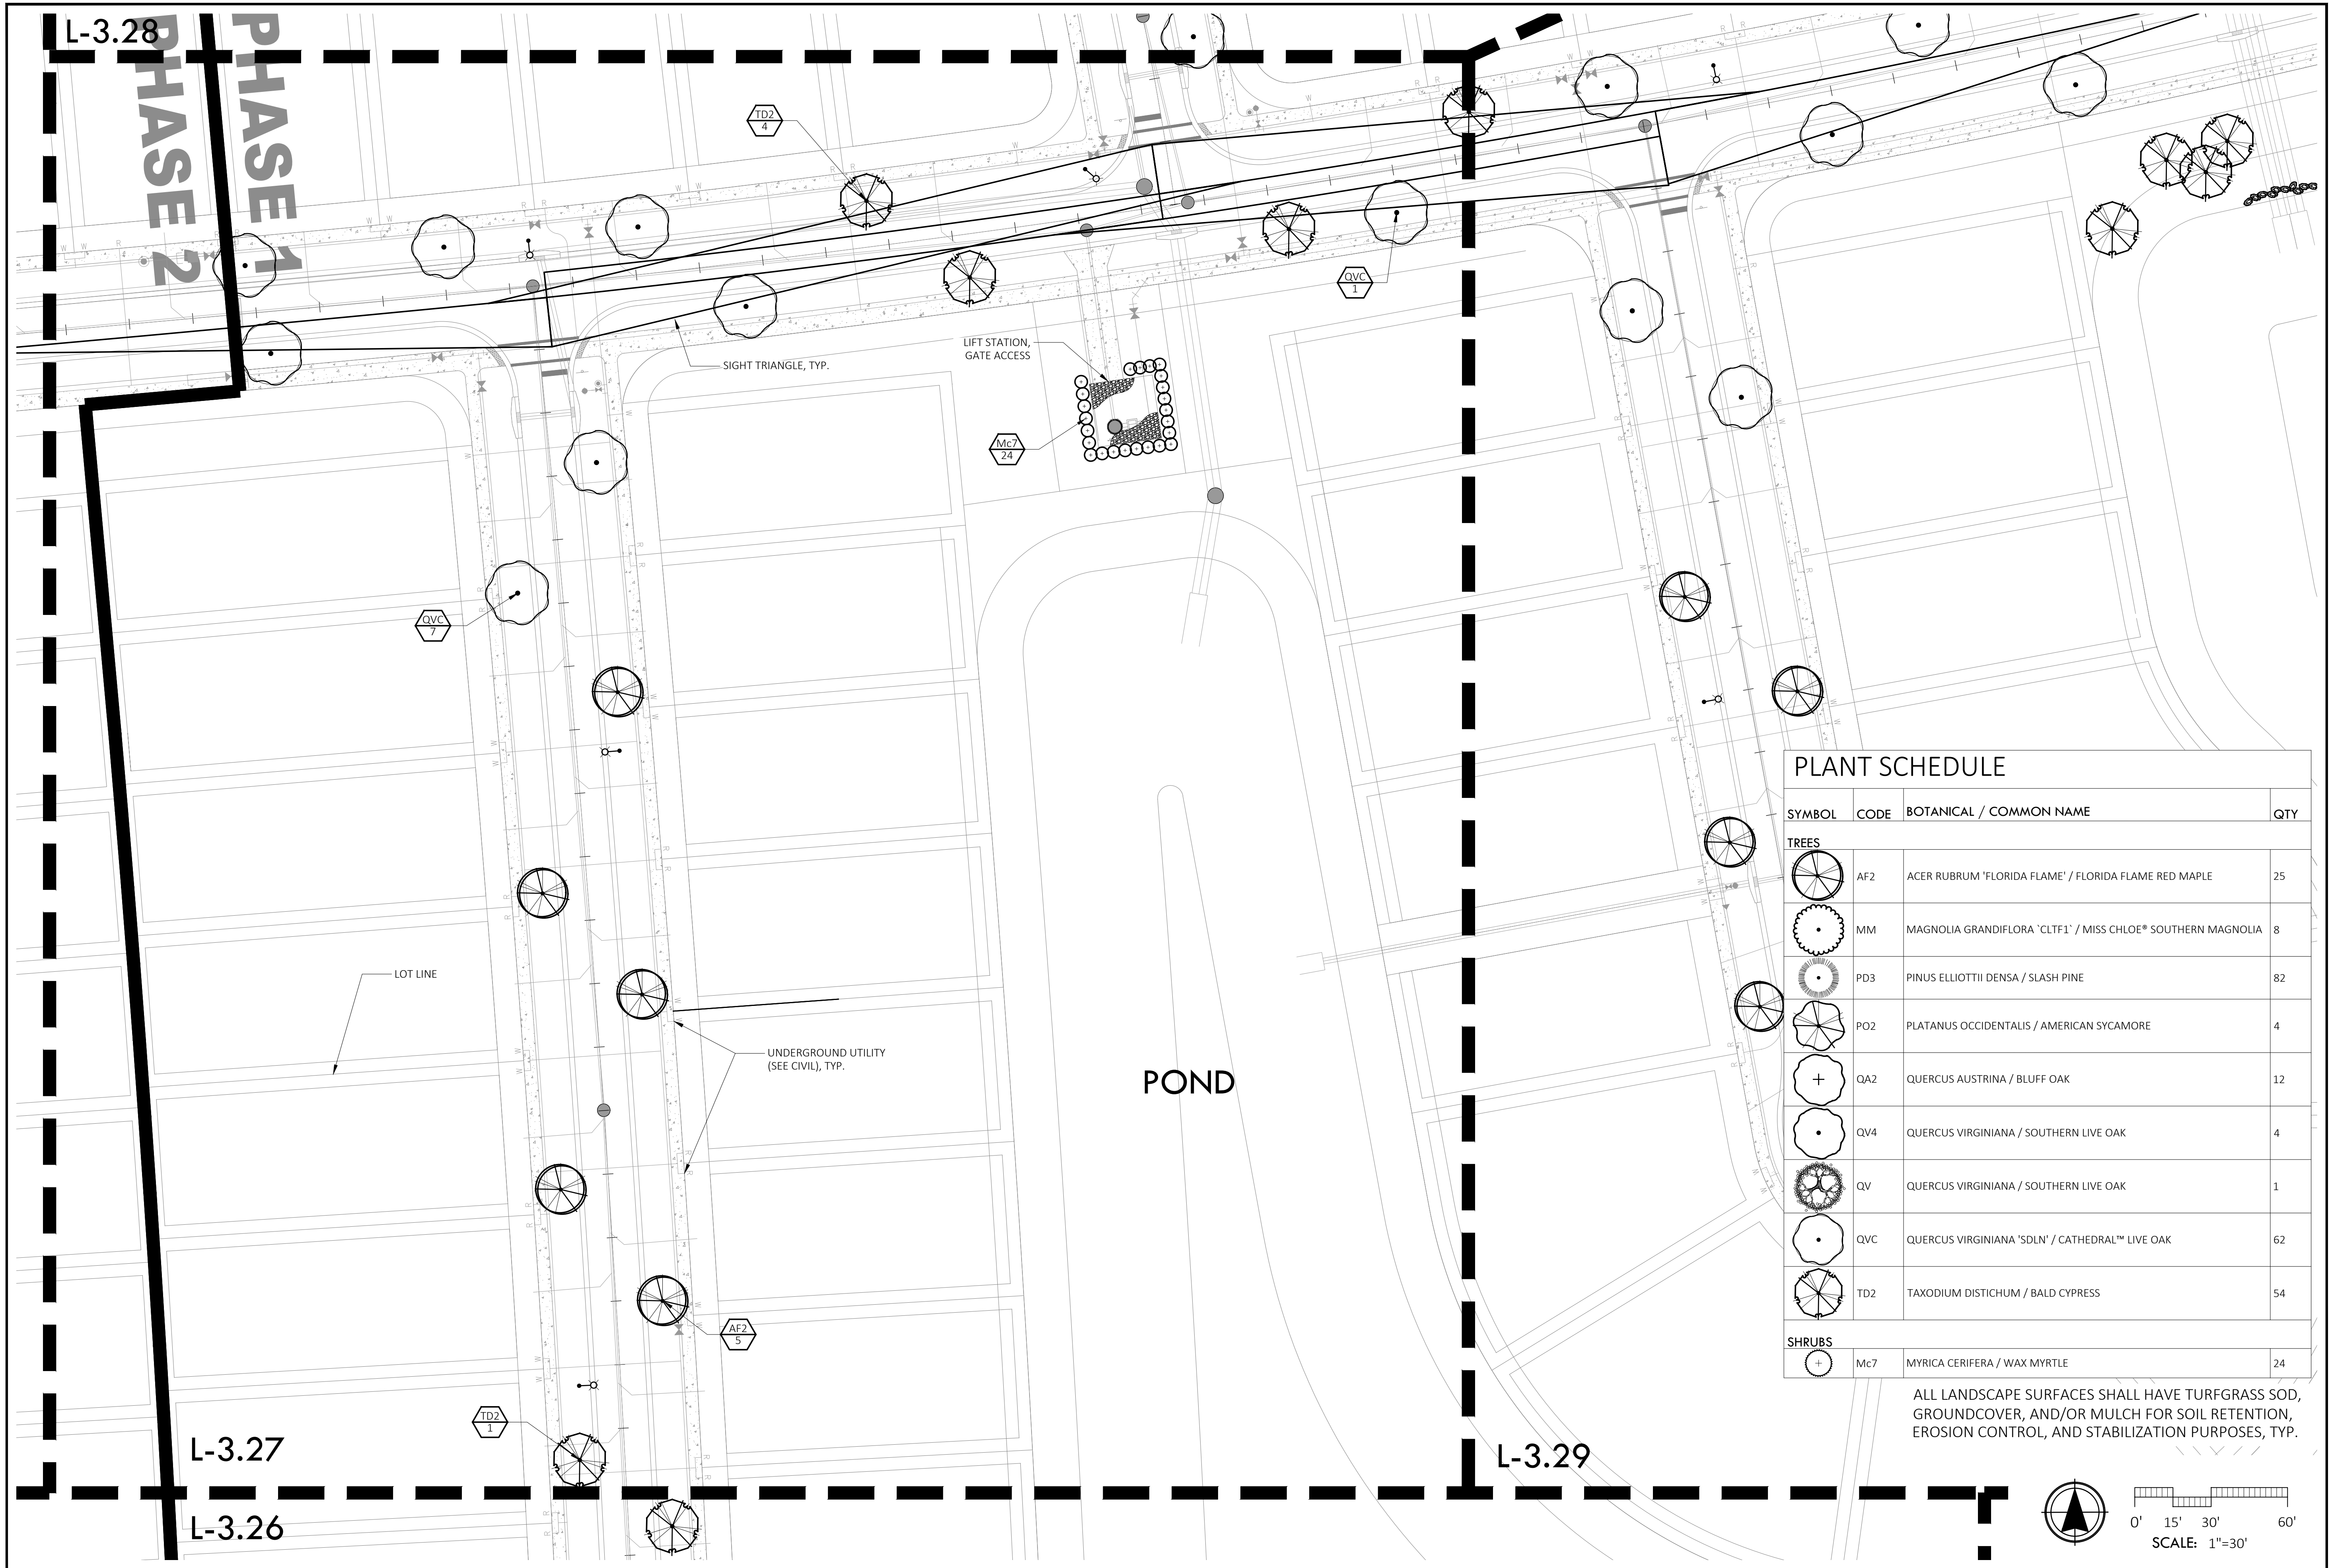 L-3.28
PHASE 1
PHASE 2
TD2
4
QVC
1
SIGHT TRIANGLE, TYP.
LIFT STATION,
GATE ACCESS
Mc7
24
QVC
7
LOT LINE
UNDERGROUND UTILITY
(SEE CIVIL), TYP.
POND
AF2
5
TD2
1
L-3.27
L-3.26
L-3.29
PLANT SCHEDULE
SYMBOL CODE BOTANICAL / COMMON NAME QTY
TREES
AF2 ACER RUBRUM 'FLORIDA FLAME' / FLORIDA FLAME RED MAPLE 25
MM MAGNOLIA GRANDIFLORA `CLTF1` / MISS CHLOE® SOUTHERN MAGNOLIA 8
PD3 PINUS ELLIOTTII DENSA / SLASH PINE 82
PO2 PLATANUS OCCIDENTALIS / AMERICAN SYCAMORE 4
QA2 QUERCUS AUSTRINA / BLUFF OAK 12
QV4 QUERCUS VIRGINIANA / SOUTHERN LIVE OAK 4
QV QUERCUS VIRGINIANA / SOUTHERN LIVE OAK 1
QVC QUERCUS VIRGINIANA 'SDLN' / CATHEDRAL™ LIVE OAK 62
TD2 TAXODIUM DISTICHUM / BALD CYPRESS 54
SHRUBS
Mc7 MYRICA CERIFERA / WAX MYRTLE 24
ALL LANDSCAPE SURFACES SHALL HAVE TURFGRASS SOD,
GROUNDCOVER, AND/OR MULCH FOR SOIL RETENTION,
EROSION CONTROL, AND STABILIZATION PURPOSES, TYP.
0' 15' 30' 60'
SCALE: 1"=30'